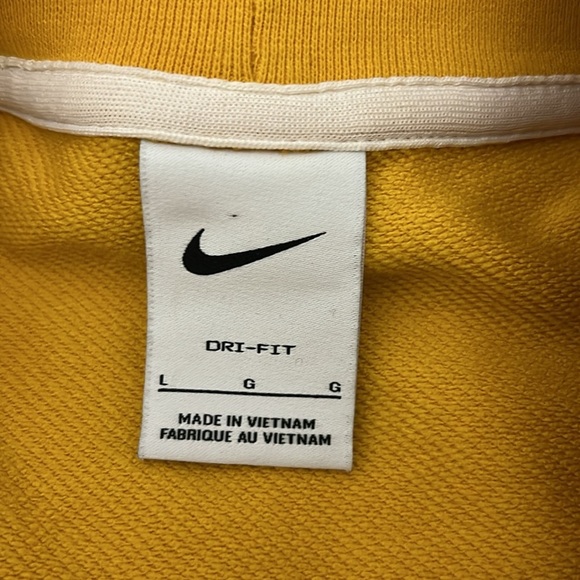 DRI-FIT
L G G
MADE IN VIETNAM
FABRIQUE AU VIETNAM